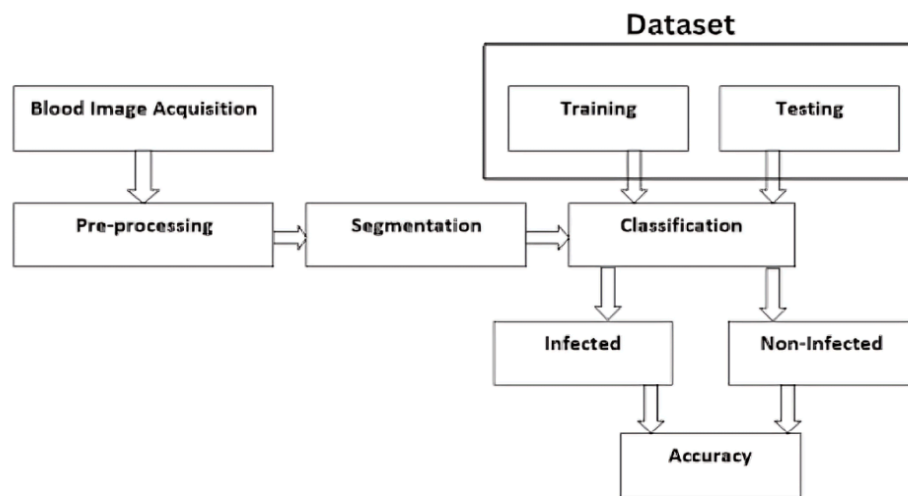 Dataset
Blood Image Acquisition
Training
Testing
Pre-processing
Segmentation
Classification
Infected
Non-Infected
Accuracy